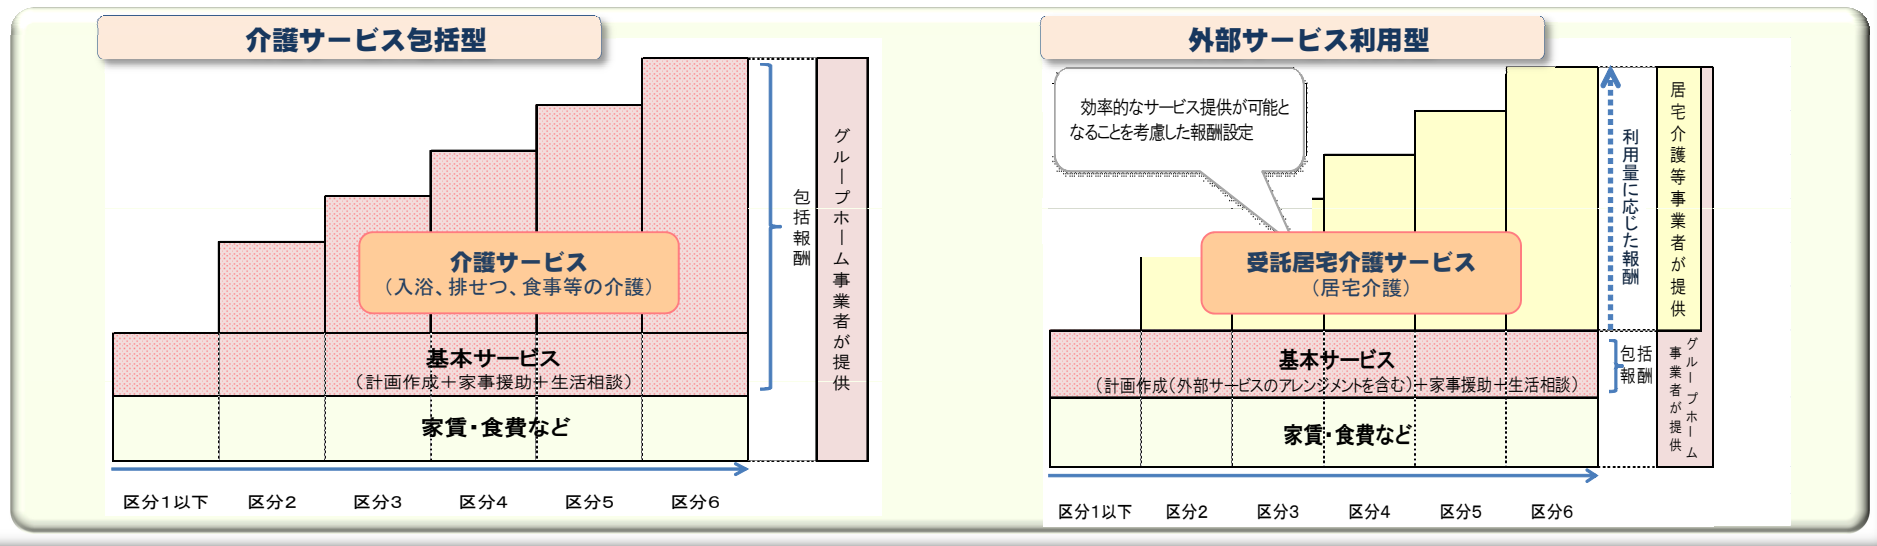 介護サービス包括型
介護サービス
（入浴、排せつ、食事等の介護）
基本サービス
（計画作成＋家事援助＋生活相談）
家賃・食費など
包括報酬
グループホーム事業者が提供
区分1以下
区分2
区分3
区分4
区分5
区分6
外部サービス利用型
効率的なサービス提供が可能と
なることを考慮した報酬設定
受託居宅介護サービス
（居宅介護）
基本サービス
（計画作成（外部サービスのアレンジメントを含む）＋家事援助＋生活相談）
家賃・食費など
利用量に応じた報酬
居宅介護等事業者が提供
包括
報酬
グループホーム
事業者が提供
区分1以下
区分2
区分3
区分4
区分5
区分6